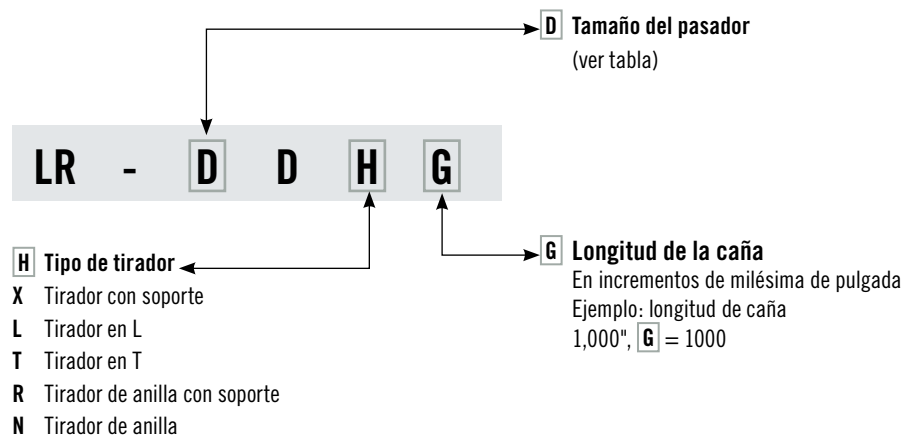 D Tamaño del pasador
(ver tabla)
LR - D D H G
H Tipo de tirador
X Tirador con soporte
L Tirador en L
T Tirador en T
R Tirador de anilla con soporte
N Tirador de anilla
G Longitud de la caña
En incrementos de milésima de pulgada
Ejemplo: longitud de caña
1,000", G = 1000